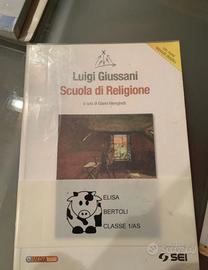 Luigi Giussani
Scuola di Religione
ELISA
BERTOLI
CLASSE 1/AS
SEI